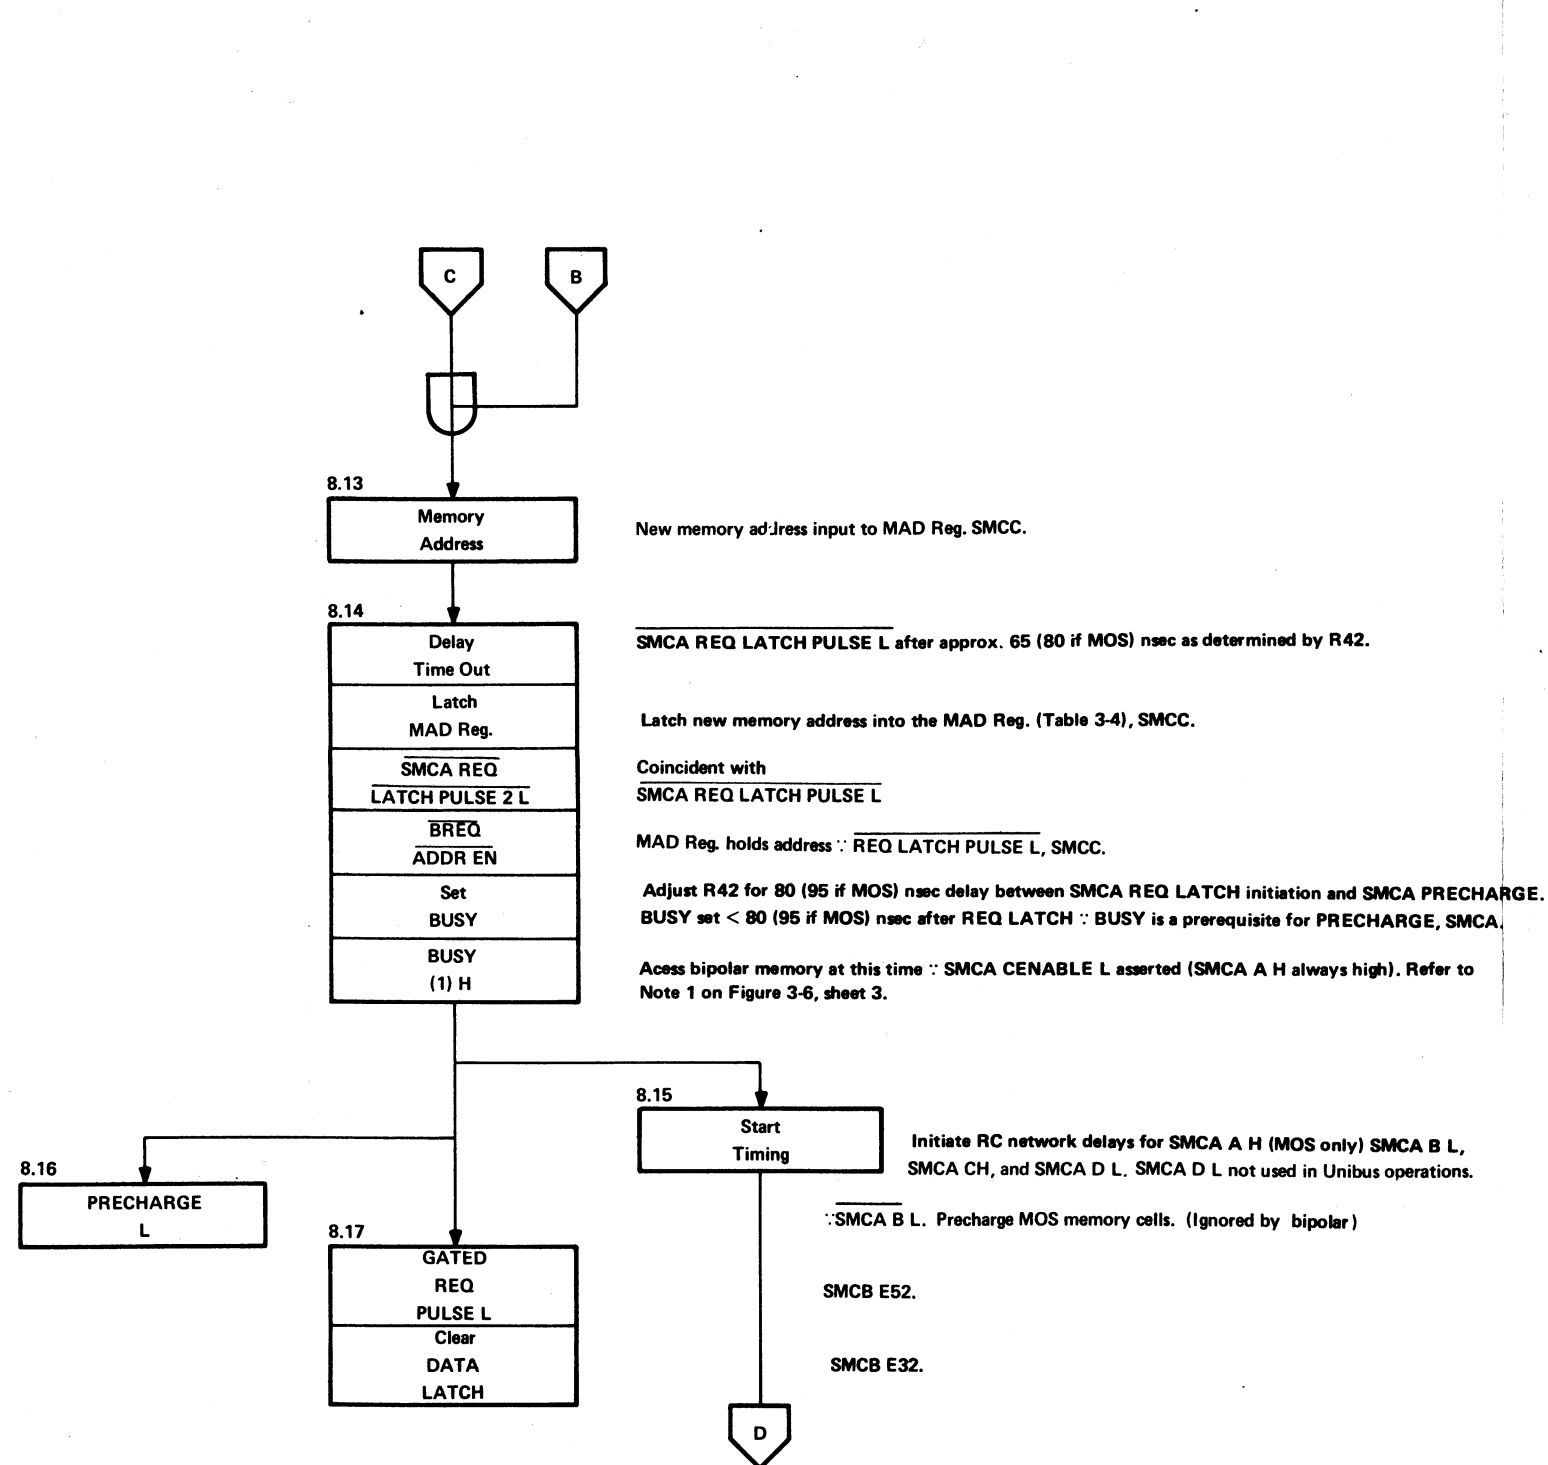 C
B
8.13
Memory
Address
New memory address input to MAD Reg. SMCC.
8.14
Delay
Time Out
SMCA REQ LATCH PULSE L after approx. 65 (80 if MOS) nsec as determined by R42.
Latch
MAD Reg.
Latch new memory address into the MAD Reg. (Table 3-4), SMCC.
SMCA REQ
LATCH PULSE 2 L
Coincident with
SMCA REQ LATCH PULSE L
BREQ
ADDR EN
MAD Reg. holds address ∵ REQ LATCH PULSE L, SMCC.
Set
BUSY
Adjust R42 for 80 (95 if MOS) nsec delay between SMCA REQ LATCH initiation and SMCA PRECHARGE.
BUSY set < 80 (95 if MOS) nsec after REQ LATCH ∵ BUSY is a prerequisite for PRECHARGE, SMCA.
BUSY
(1) H
Acess bipolar memory at this time ∵ SMCA CENABLE L asserted (SMCA A H always high). Refer to
Note 1 on Figure 3-6, sheet 3.
8.15
Start
Timing
Initiate RC network delays for SMCA A H (MOS only) SMCA B L,
SMCA CH, and SMCA D L. SMCA D L not used in Unibus operations.
8.16
PRECHARGE
L
∵SMCA B L. Precharge MOS memory cells. (Ignored by bipolar)
8.17
GATED
REQ
PULSE L
SMCB E52.
Clear
DATA
LATCH
SMCB E32.
D